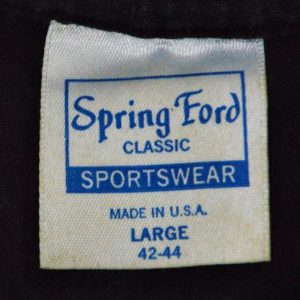 Spring Ford
CLASSIC
SPORTSWEAR
MADE IN U.S.A.
LARGE
42-44